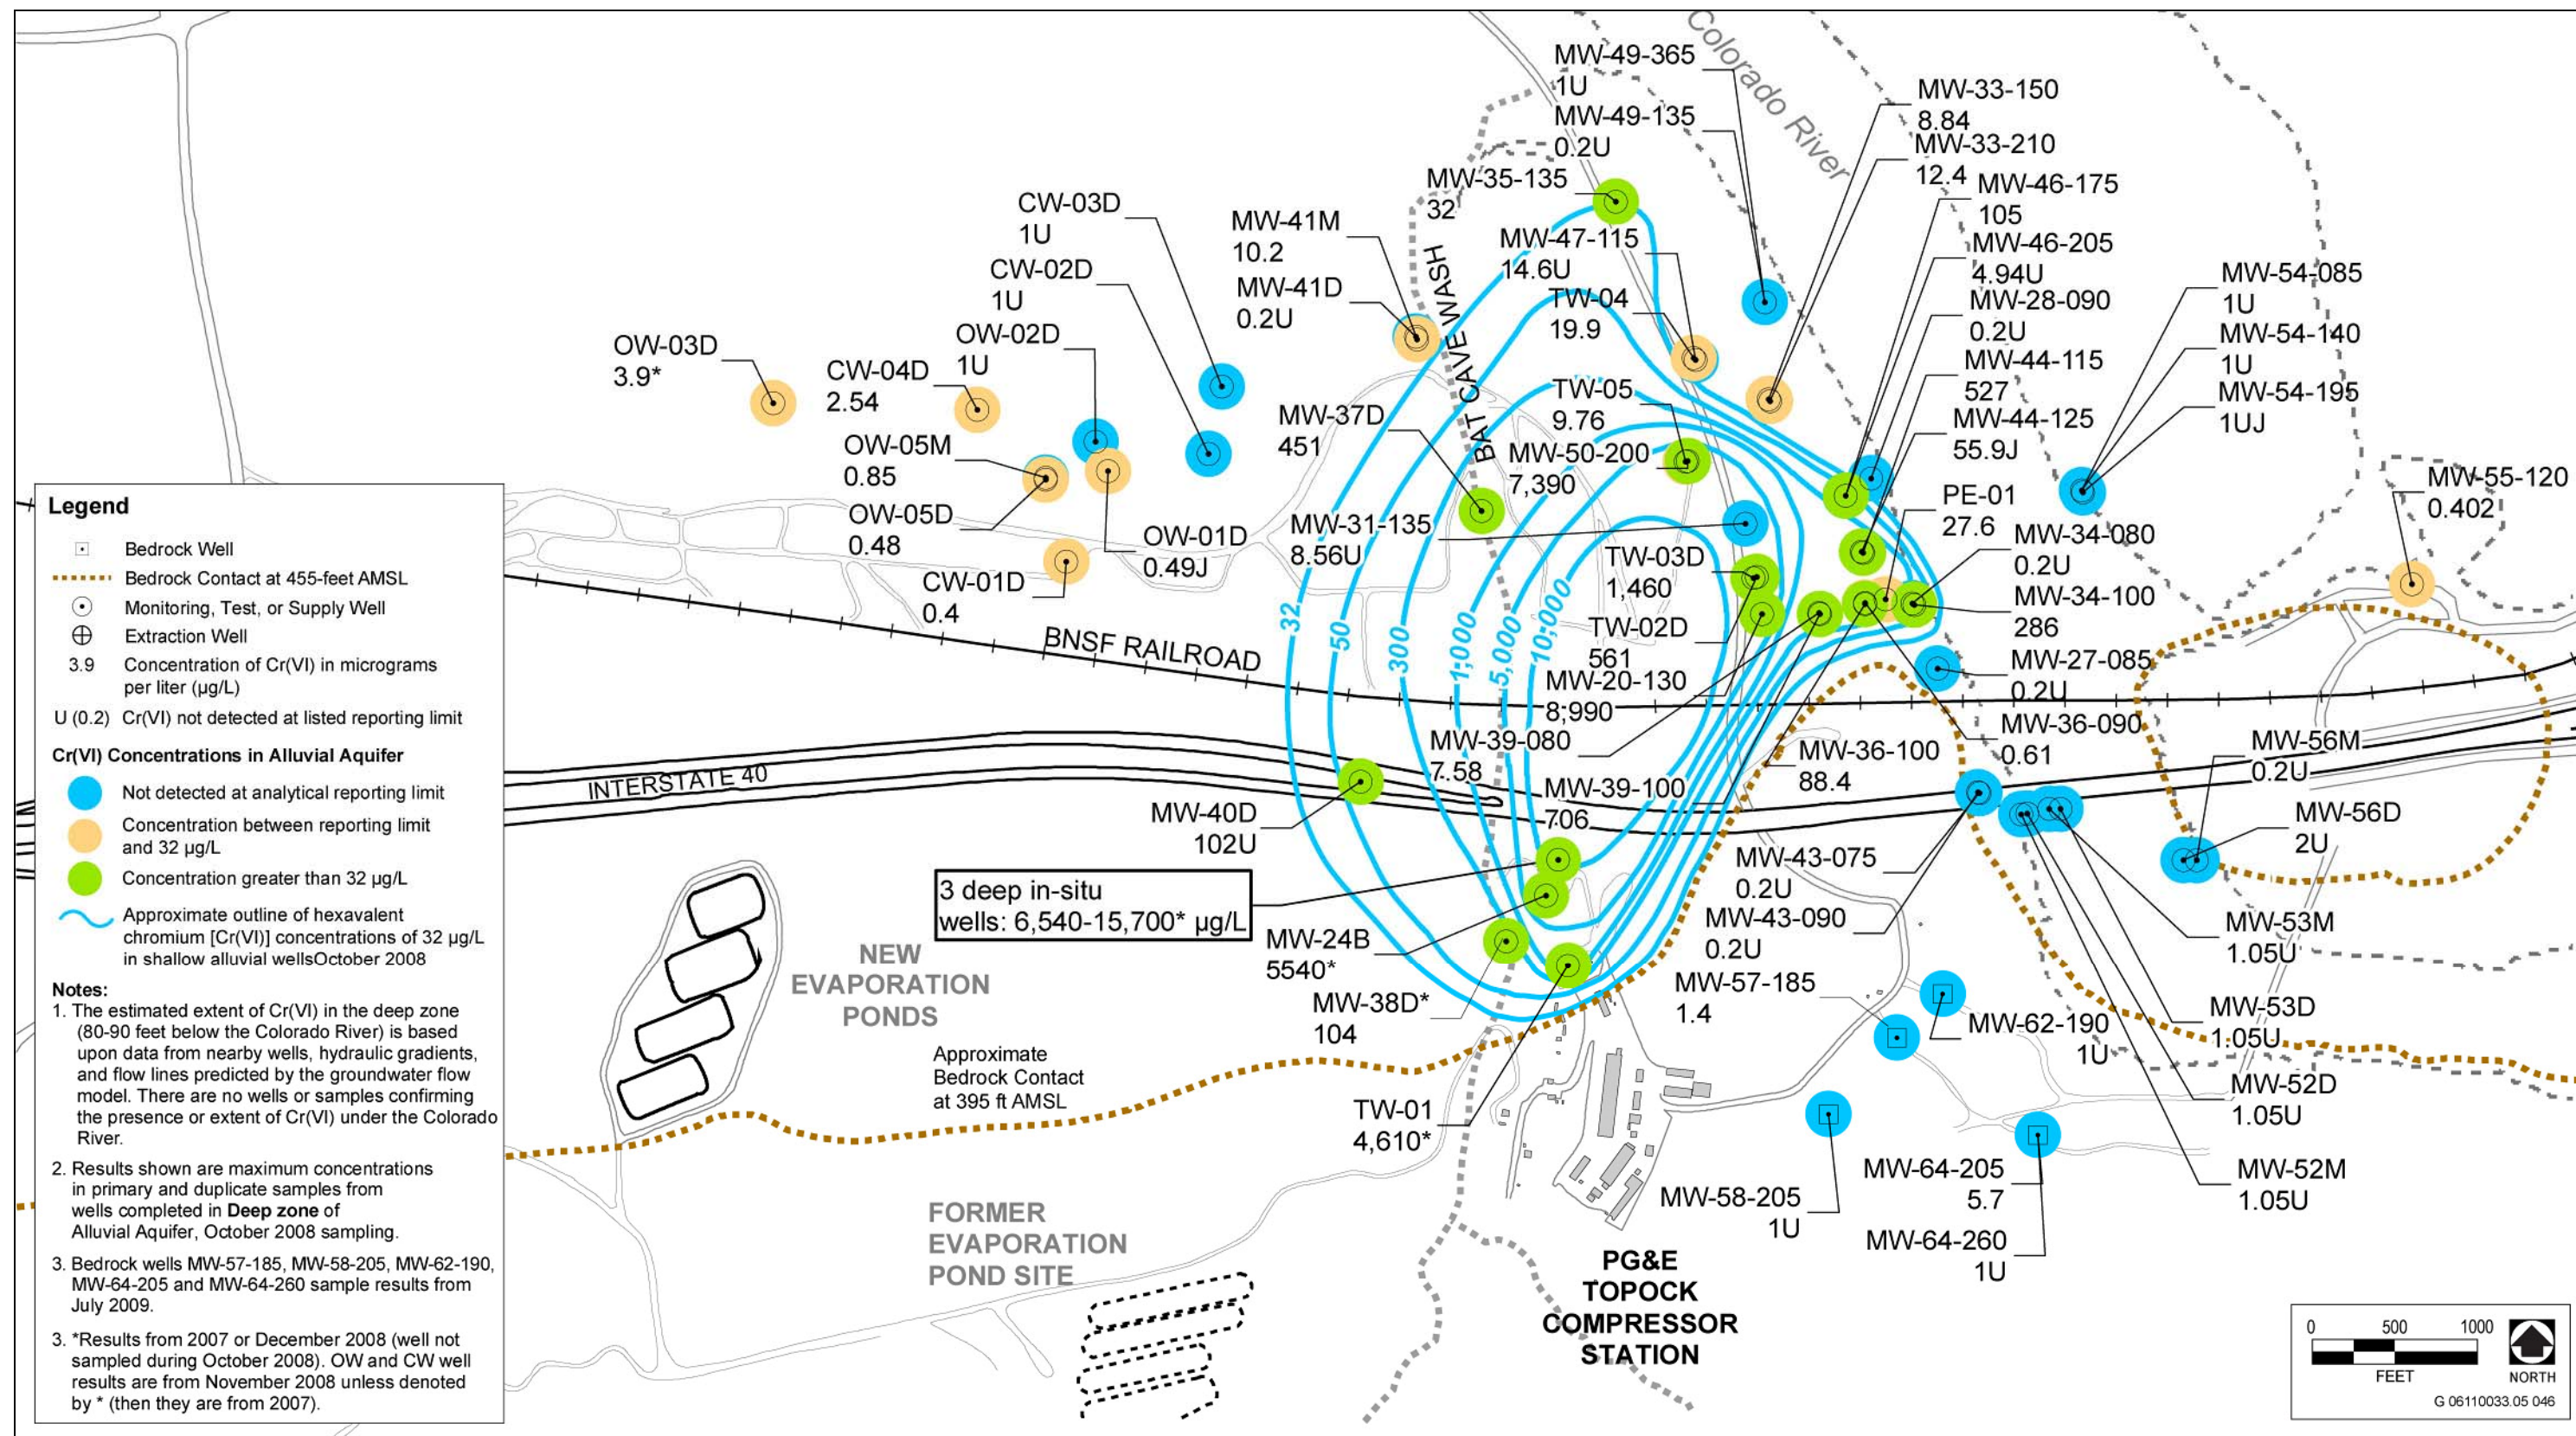 Colorado River
MW-49-365
1U
MW-49-135
0.2U
MW-33-150
8.84
MW-33-210
12.4
MW-35-135
32
MW-46-175
105
MW-46-205
4.94U
MW-28-090
0.2U
MW-44-115
527
MW-44-125
55.9J
CW-03D
1U
CW-02D
1U
OW-02D
1U
MW-41M
10.2
MW-41D
0.2U
BAT CAVE WASH
MW-47-115
14.6U
TW-04
19.9
TW-05
9.76
MW-50-200
7,390
MW-54-085
1U
MW-54-140
1U
MW-54-195
1UJ
OW-03D
3.9*
CW-04D
2.54
OW-05M
0.85
OW-05D
0.48
OW-01D
0.49J
CW-01D
0.4
MW-37D
451
MW-31-135
8.56U
TW-03D
1,460
TW-02D
561
MW-20-130
8,990
PE-01
27.6
MW-34-080
0.2U
MW-34-100
286
MW-27-085
0.2U
MW-55-120
0.402
32
50
300
1,000
5,000
10,000
BNSF RAILROAD
INTERSTATE 40
MW-39-080
7.58
MW-39-100
706
MW-36-100
88.4
MW-36-090
0.61
MW-56M
0.2U
MW-56D
2U
MW-40D
102U
3 deep in-situ
wells: 6,540-15,700* µg/L
MW-24B
5540*
MW-38D*
104
MW-43-075
0.2U
MW-43-090
0.2U
MW-57-185
1.4
MW-53M
1.05U
MW-53D
1.05U
MW-52D
1.05U
MW-52M
1.05U
MW-62-190
1U
TW-01
4,610*
MW-58-205
1U
MW-64-205
5.7
MW-64-260
1U
NEW
EVAPORATION
PONDS
Approximate
Bedrock Contact
at 395 ft AMSL
FORMER
EVAPORATION
POND SITE
PG&E
TOPOCK
COMPRESSOR
STATION
Legend
Bedrock Well
Bedrock Contact at 455-feet AMSL
Monitoring, Test, or Supply Well
Extraction Well
3.9 Concentration of Cr(VI) in micrograms
per liter (µg/L)
U (0.2) Cr(VI) not detected at listed reporting limit
Cr(VI) Concentrations in Alluvial Aquifer
Not detected at analytical reporting limit
Concentration between reporting limit
and 32 µg/L
Concentration greater than 32 µg/L
Approximate outline of hexavalent
chromium [Cr(VI)] concentrations of 32 µg/L
in shallow alluvial wellsOctober 2008
Notes:
1. The estimated extent of Cr(VI) in the deep zone
(80-90 feet below the Colorado River) is based
upon data from nearby wells, hydraulic gradients,
and flow lines predicted by the groundwater flow
model. There are no wells or samples confirming
the presence or extent of Cr(VI) under the Colorado
River.
2. Results shown are maximum concentrations
in primary and duplicate samples from
wells completed in Deep zone of
Alluvial Aquifer, October 2008 sampling.
3. Bedrock wells MW-57-185, MW-58-205, MW-62-190,
MW-64-205 and MW-64-260 sample results from
July 2009.
3. *Results from 2007 or December 2008 (well not
sampled during October 2008). OW and CW well
results are from November 2008 unless denoted
by * (then they are from 2007).
0 500 1000
FEET
NORTH
G 06110033.05 046